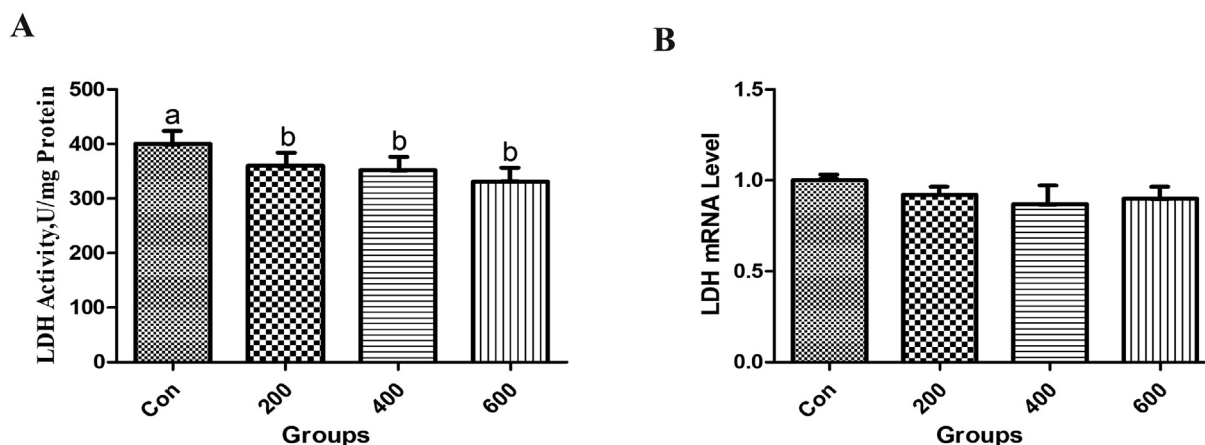 A
LDH Activity,U/mg Protein
500
400
300
200
100
0
a
b
b
b
Con
200
400
600
Groups
B
LDH mRNA Level
1.5
1.0
0.5
0.0
Con
200
400
600
Groups